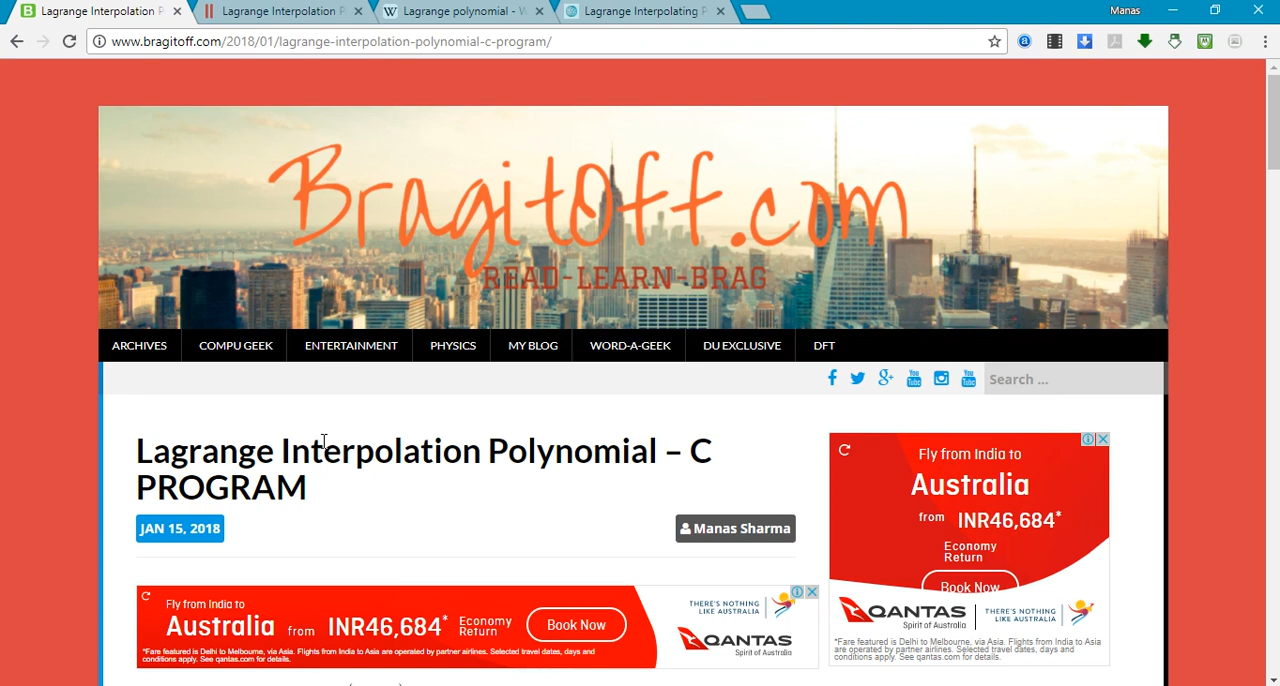 Lagrange Interpolation P
Lagrange Interpolation P
Lagrange polynomial - W
Lagrange Interpolating P
Manas
www.bragitoff.com/2018/01/lagrange-interpolation-polynomial-c-program/
Bragitoff.com
READ-LEARN-BRAG
ARCHIVES
COMPU GEEK
ENTERTAINMENT
PHYSICS
MY BLOG
WORD-A-GEEK
DU EXCLUSIVE
DFT
Search ...
Lagrange Interpolation Polynomial – C
PROGRAM
JAN 15, 2018
Manas Sharma
Fly from India to
Australia from INR46,684*
Economy
Return
Book Now
*Fare featured is Delhi to Melbourne, via Asia. Flights from India to Asia are operated by partner airlines. Selected travel dates, days and
conditions apply. See qantas.com for details.
THERE'S NOTHING
LIKE AUSTRALIA
QANTAS
Spirit of Australia
Fly from India to
Australia
from INR46,684*
Economy
Return
Book Now
QANTAS
Spirit of Australia
THERE'S NOTHING
LIKE AUSTRALIA
*Fare featured is Delhi to Melbourne, via Asia. Flights from India to Asia
are operated by partner airlines. Selected travel dates, days and
conditions apply. See qantas.com for details.